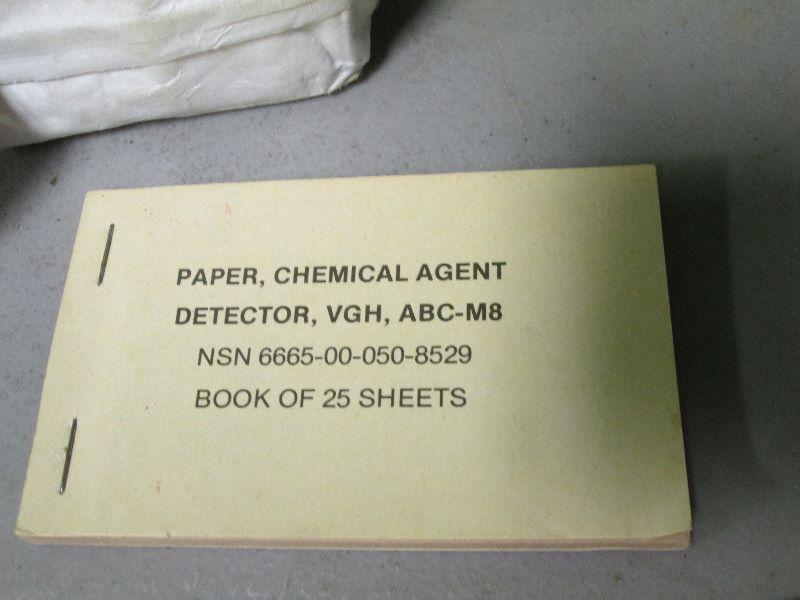 PAPER, CHEMICAL AGENT
DETECTOR, VGH, ABC-M8
NSN 6665-00-050-8529
BOOK OF 25 SHEETS